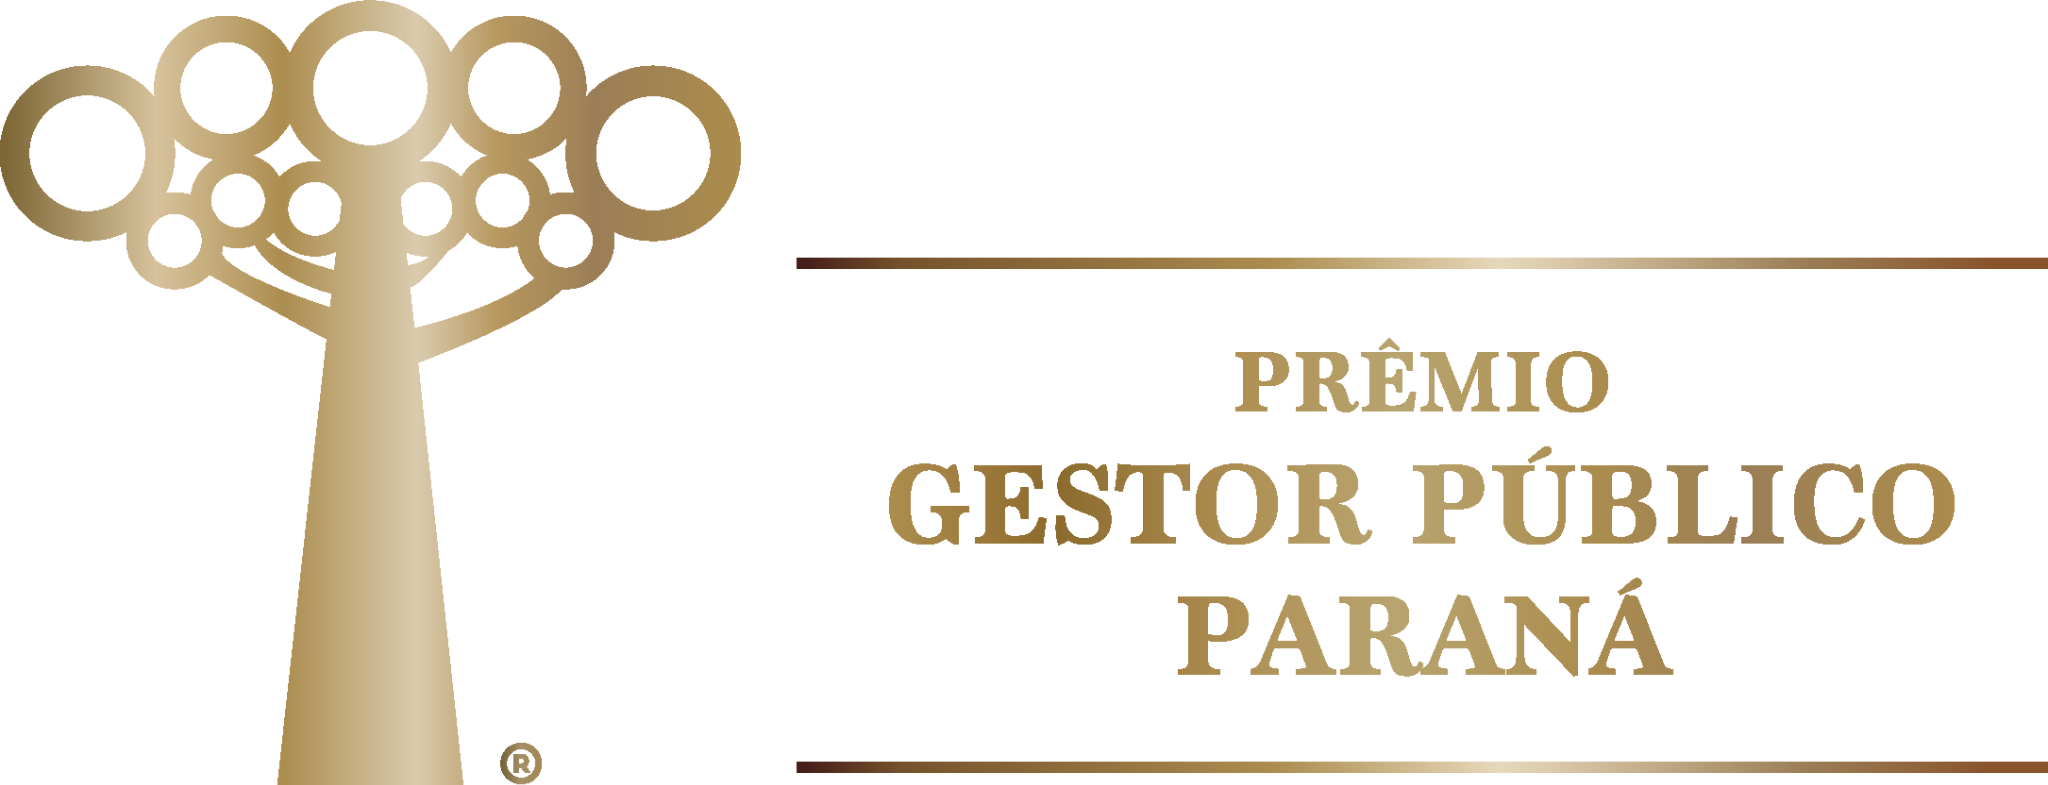 PRÊMIO
GESTOR PÚBLICO
PARANÁ
®